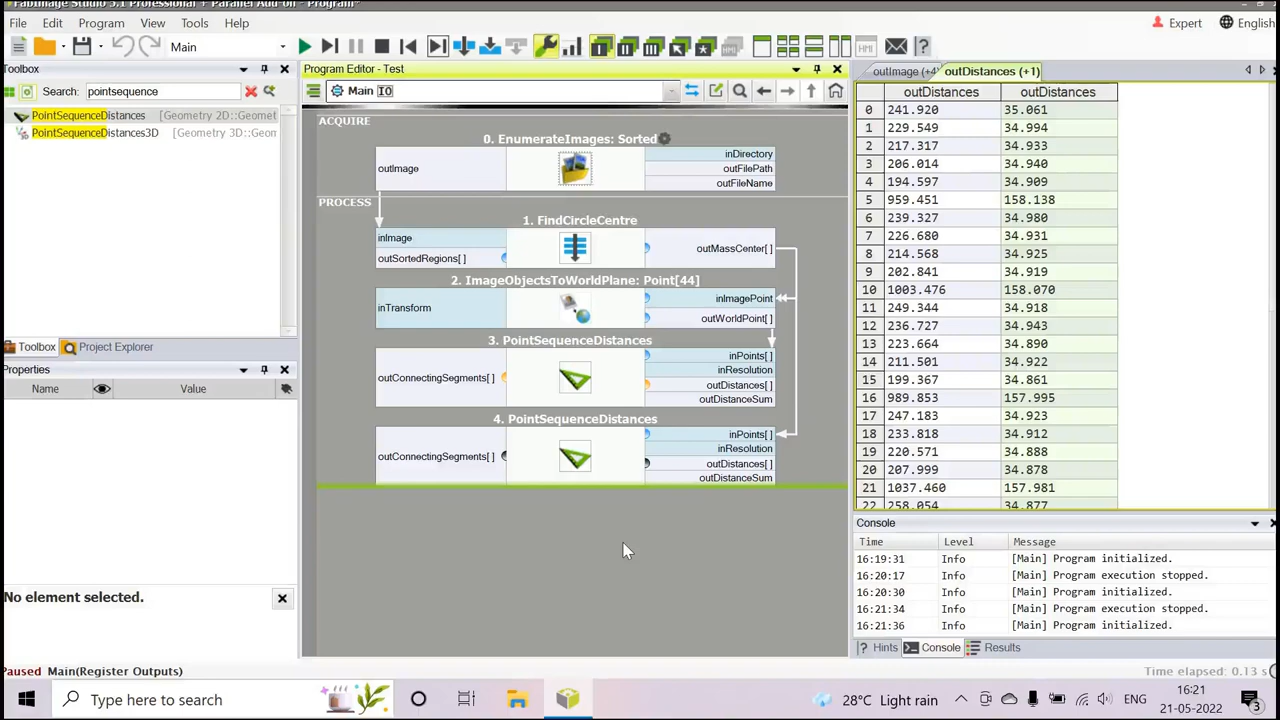 FabImage Studio 5.1 Professional + Parallel Add-on - Program*
File Edit Program View Tools Help
Expert English
Main
Toolbox
Search: pointsequence
PointSequenceDistances [Geometry 2D::Geomet
PointSequenceDistances3D [Geometry 3D::Geom
Toolbox Project Explorer
Properties
Name Value
No element selected.
Program Editor - Test
Main IO
ACQUIRE
0. EnumerateImages: Sorted
outImage
inDirectory
outFilePath
outFileName
PROCESS
1. FindCircleCentre
inImage
outSortedRegions[ ]
outMassCenter[ ]
2. ImageObjectsToWorldPlane: Point[44]
inTransform
inImagePoint
outWorldPoint[ ]
3. PointSequenceDistances
outConnectingSegments[ ]
inPoints[ ]
inResolution
outDistances[ ]
outDistanceSum
4. PointSequenceDistances
outConnectingSegments[ ]
inPoints[ ]
inResolution
outDistances[ ]
outDistanceSum
outImage (+4) outDistances (+1)
outDistances outDistances
0 241.920 35.061
1 229.549 34.994
2 217.317 34.933
3 206.014 34.940
4 194.597 34.909
5 959.451 158.138
6 239.327 34.980
7 226.680 34.931
8 214.568 34.925
9 202.841 34.919
10 1003.476 158.070
11 249.344 34.918
12 236.727 34.943
13 223.664 34.890
14 211.501 34.922
15 199.367 34.861
16 989.853 157.995
17 247.183 34.923
18 233.818 34.912
19 220.571 34.888
20 207.999 34.878
21 1037.460 157.981
22 258.054 34.877
Console
Time Level Message
16:19:31 Info [Main] Program initialized.
16:20:17 Info [Main] Program execution stopped.
16:20:30 Info [Main] Program initialized.
16:21:34 Info [Main] Program execution stopped.
16:21:36 Info [Main] Program initialized.
Hints Console Results
Paused Main(Register Outputs)
Time elapsed: 0.13 s
Type here to search
28°C Light rain
ENG
16:21
21-05-2022
3